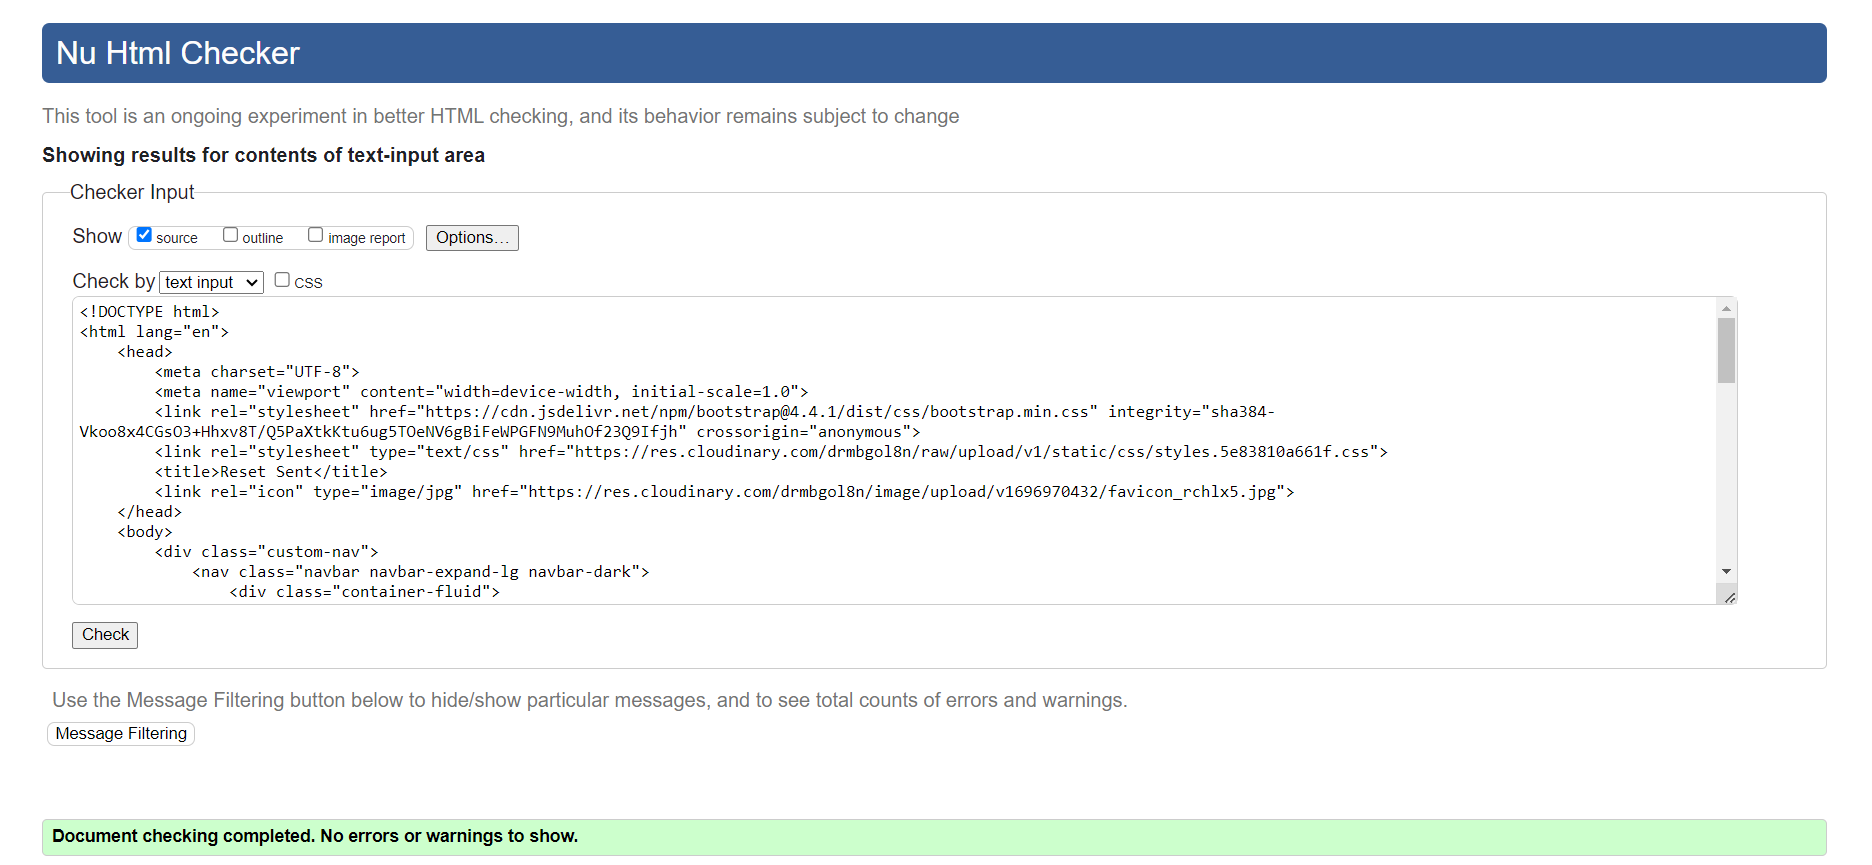 Nu Html Checker
This tool is an ongoing experiment in better HTML checking, and its behavior remains subject to change
Showing results for contents of text-input area
Checker Input
Show source outline image report Options...
Check by text input CSS
<!DOCTYPE html>
<html lang="en">
<head>
<meta charset="UTF-8">
<meta name="viewport" content="width=device-width, initial-scale=1.0">
<link rel="stylesheet" href="https://cdn.jsdelivr.net/npm/bootstrap@4.4.1/dist/css/bootstrap.min.css" integrity="sha384-
Vkoo8x4CGsO3+Hhxv8T/Q5PaXtkKtu6ug5TOeNV6gBiFeWPGFN9MuhOf23Q9Ifjh" crossorigin="anonymous">
<link rel="stylesheet" type="text/css" href="https://res.cloudinary.com/drmbgol8n/raw/upload/v1/static/css/styles.5e83810a661f.css">
<title>Reset Sent</title>
<link rel="icon" type="image/jpg" href="https://res.cloudinary.com/drmbgol8n/image/upload/v1696970432/favicon_rchlx5.jpg">
</head>
<body>
<div class="custom-nav">
<nav class="navbar navbar-expand-lg navbar-dark">
<div class="container-fluid">
Check
Use the Message Filtering button below to hide/show particular messages, and to see total counts of errors and warnings.
Message Filtering
Document checking completed. No errors or warnings to show.